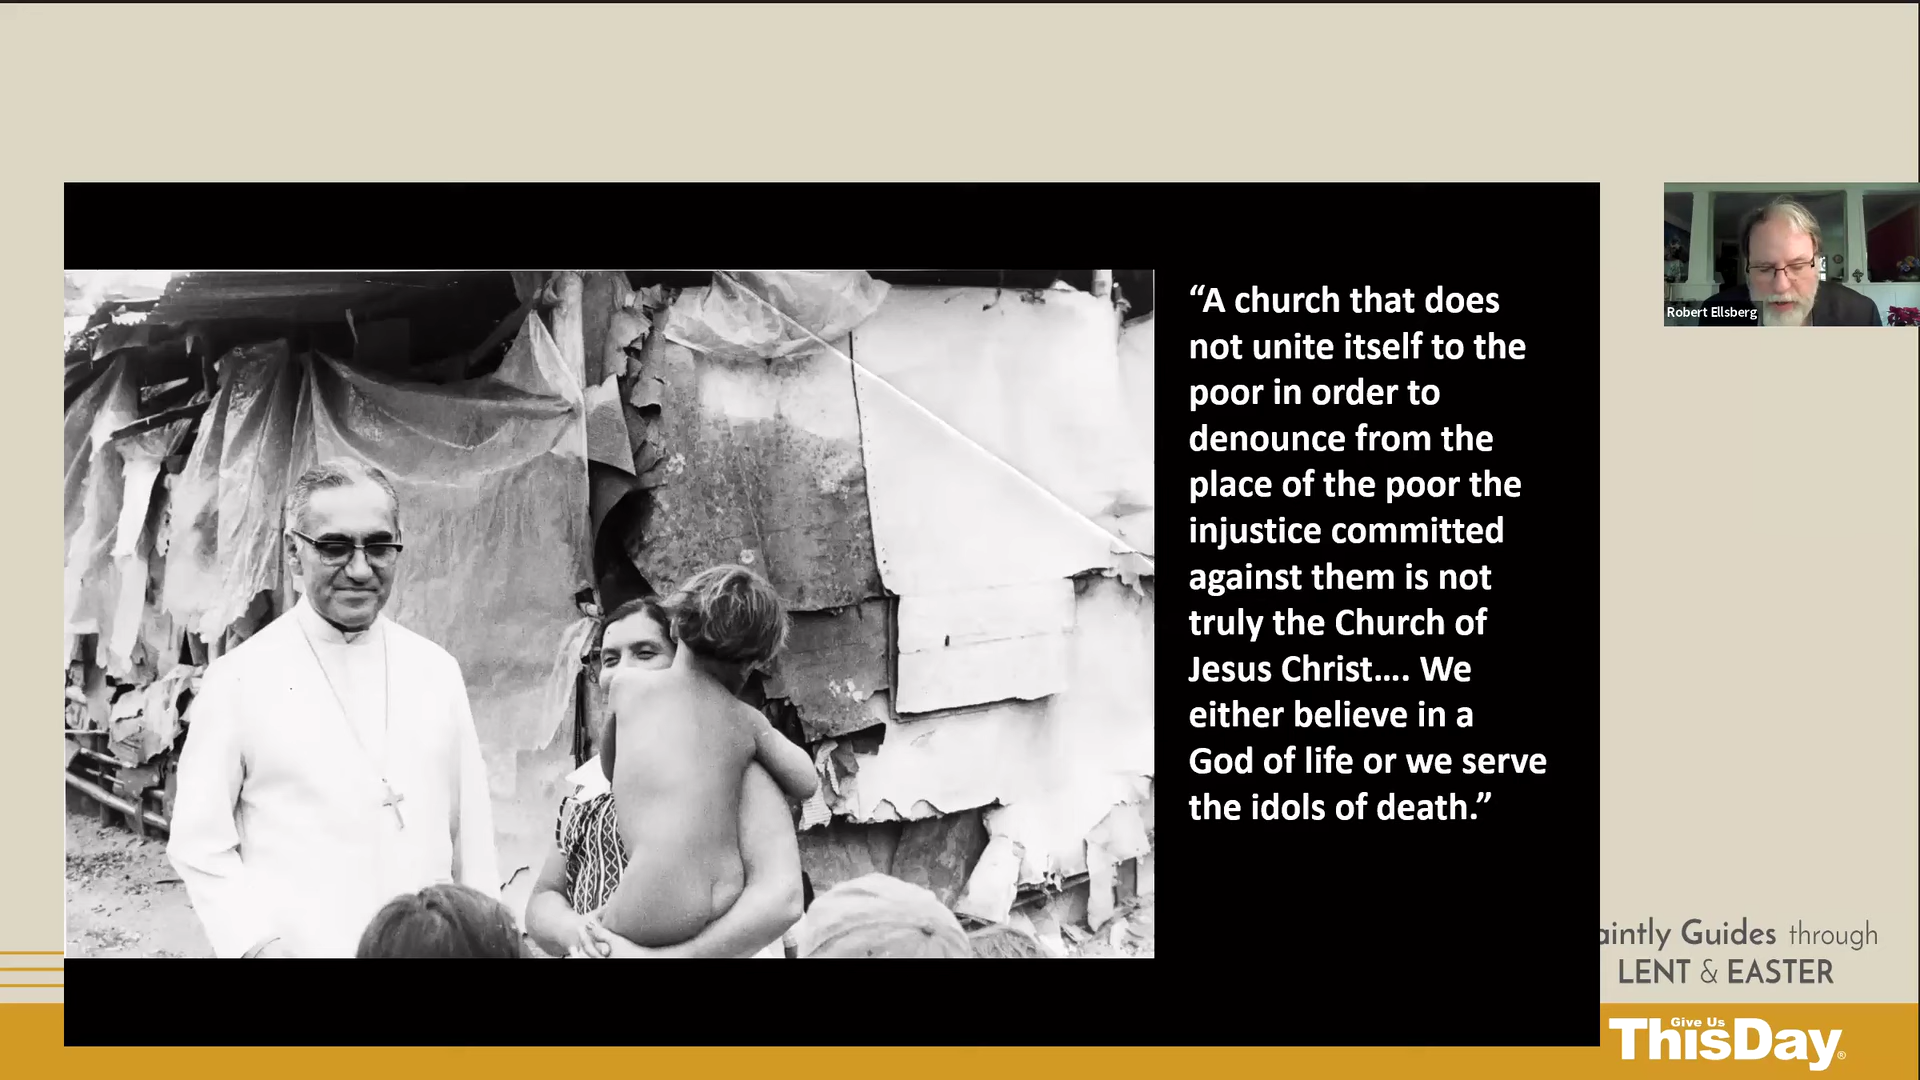 “A church that does
not unite itself to the
poor in order to
denounce from the
place of the poor the
injustice committed
against them is not
truly the Church of
Jesus Christ…. We
either believe in a
God of life or we serve
the idols of death.”
Robert Ellsberg
aintly Guides through
LENT & EASTER
Give Us
ThisDay®